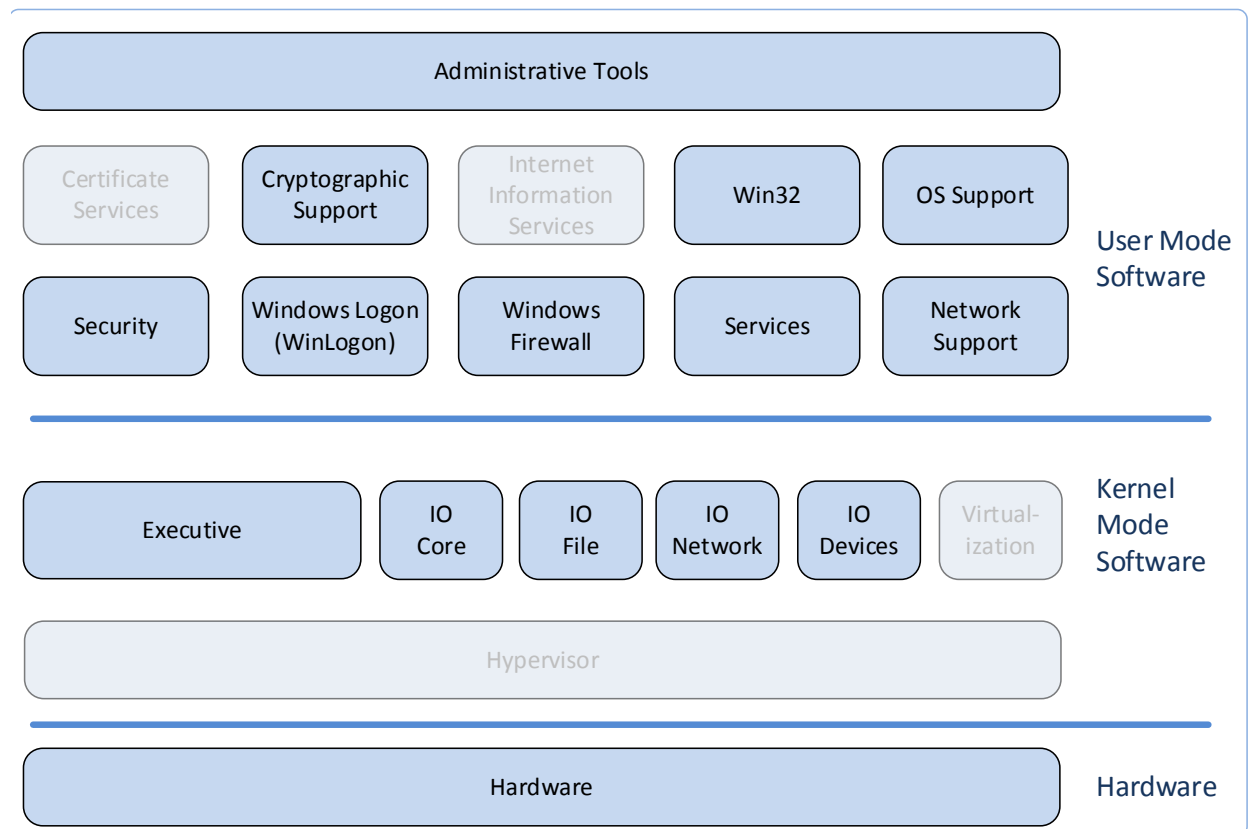 Administrative Tools
Certificate
Services
Cryptographic
Support
Internet
Information
Services
Win32
OS Support
User Mode
Software
Security
Windows Logon
(WinLogon)
Windows
Firewall
Services
Network
Support
Executive
IO
Core
IO
File
IO
Network
IO
Devices
Virtual-
ization
Kernel
Mode
Software
Hypervisor
Hardware
Hardware